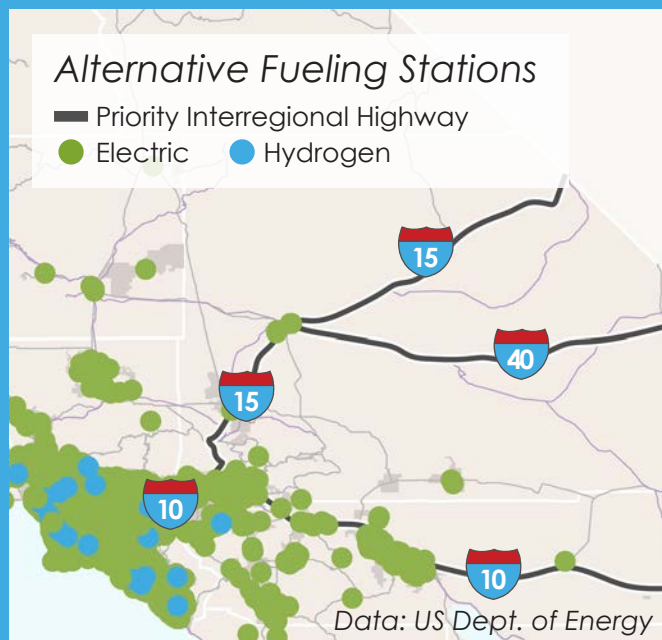 Alternative Fueling Stations
Priority Interregional Highway
Electric
Hydrogen
15
40
15
10
10
Data: US Dept. of Energy